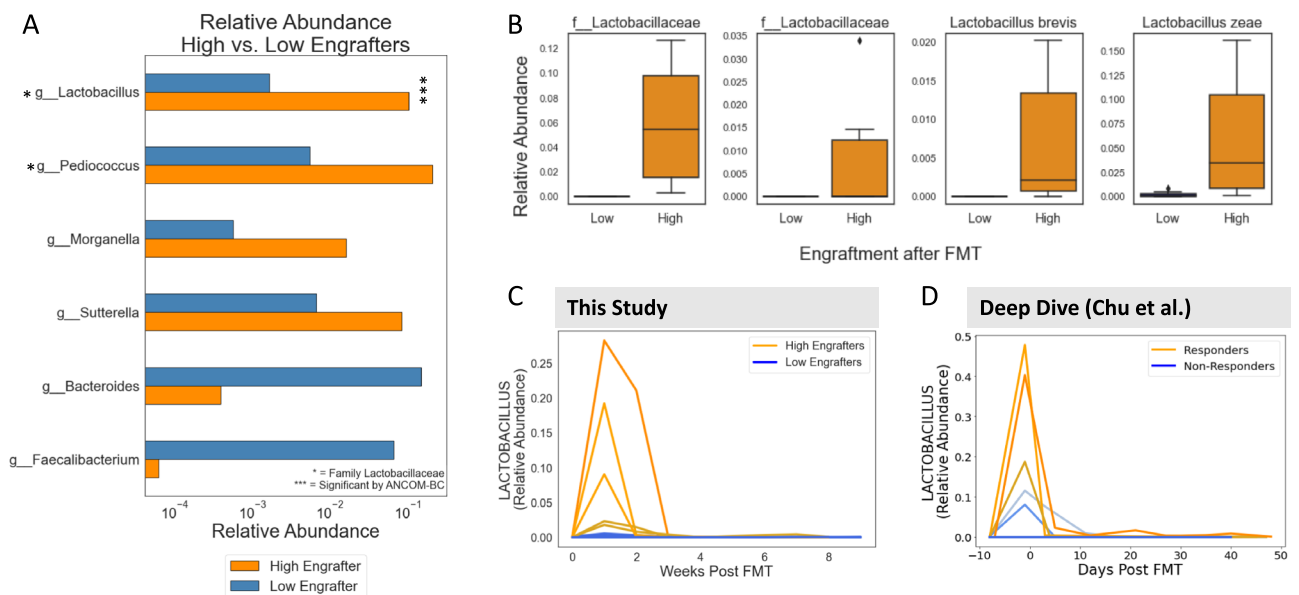 A
Relative Abundance
High vs. Low Engrafters
* g__Lactobacillus
***
* g__Pediococcus
g__Morganella
g__Sutterella
g__Bacteroides
g__Faecalibacterium
* = Family Lactobacillaceae
*** = Significant by ANCOM-BC
10⁻⁴ 10⁻³ 10⁻² 10⁻¹
Relative Abundance
High Engrafter
Low Engrafter
B
f__Lactobacillaceae f__Lactobacillaceae Lactobacillus brevis Lactobacillus zeae
Relative Abundance
0.12
0.10
0.08
0.06
0.04
0.02
0.00
Low High
0.035
0.030
0.025
0.020
0.015
0.010
0.005
0.000
Low High
0.020
0.015
0.010
0.005
0.000
Low High
0.150
0.125
0.100
0.075
0.050
0.025
0.000
Low High
Engraftment after FMT
C
This Study
LACTOBACILLUS
(Relative Abundance)
0.25
0.20
0.15
0.10
0.05
0.00
High Engrafters
Low Engrafters
0 2 4 6 8
Weeks Post FMT
D
Deep Dive (Chu et al.)
LACTOBACILLUS
(Relative Abundance)
0.5
0.4
0.3
0.2
0.1
0.0
Responders
Non-Responders
−10 0 10 20 30 40 50
Days Post FMT